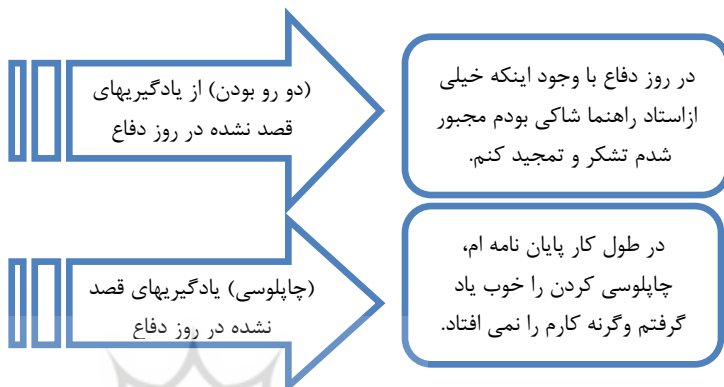 در روز دفاع با وجود اینکه خیلی
ازاستاد راهنما شاکی بودم مجبور
شدم تشکر و تمجید کنم.
(دو رو بودن) از یادگیریهای
قصد نشده در روز دفاع
در طول کار پایان نامه ام،
چاپلوسی کردن را خوب یاد
گرفتم وگرنه کارم را نمی افتاد.
(چاپلوسی) یادگیریهای قصد
نشده در روز دفاع